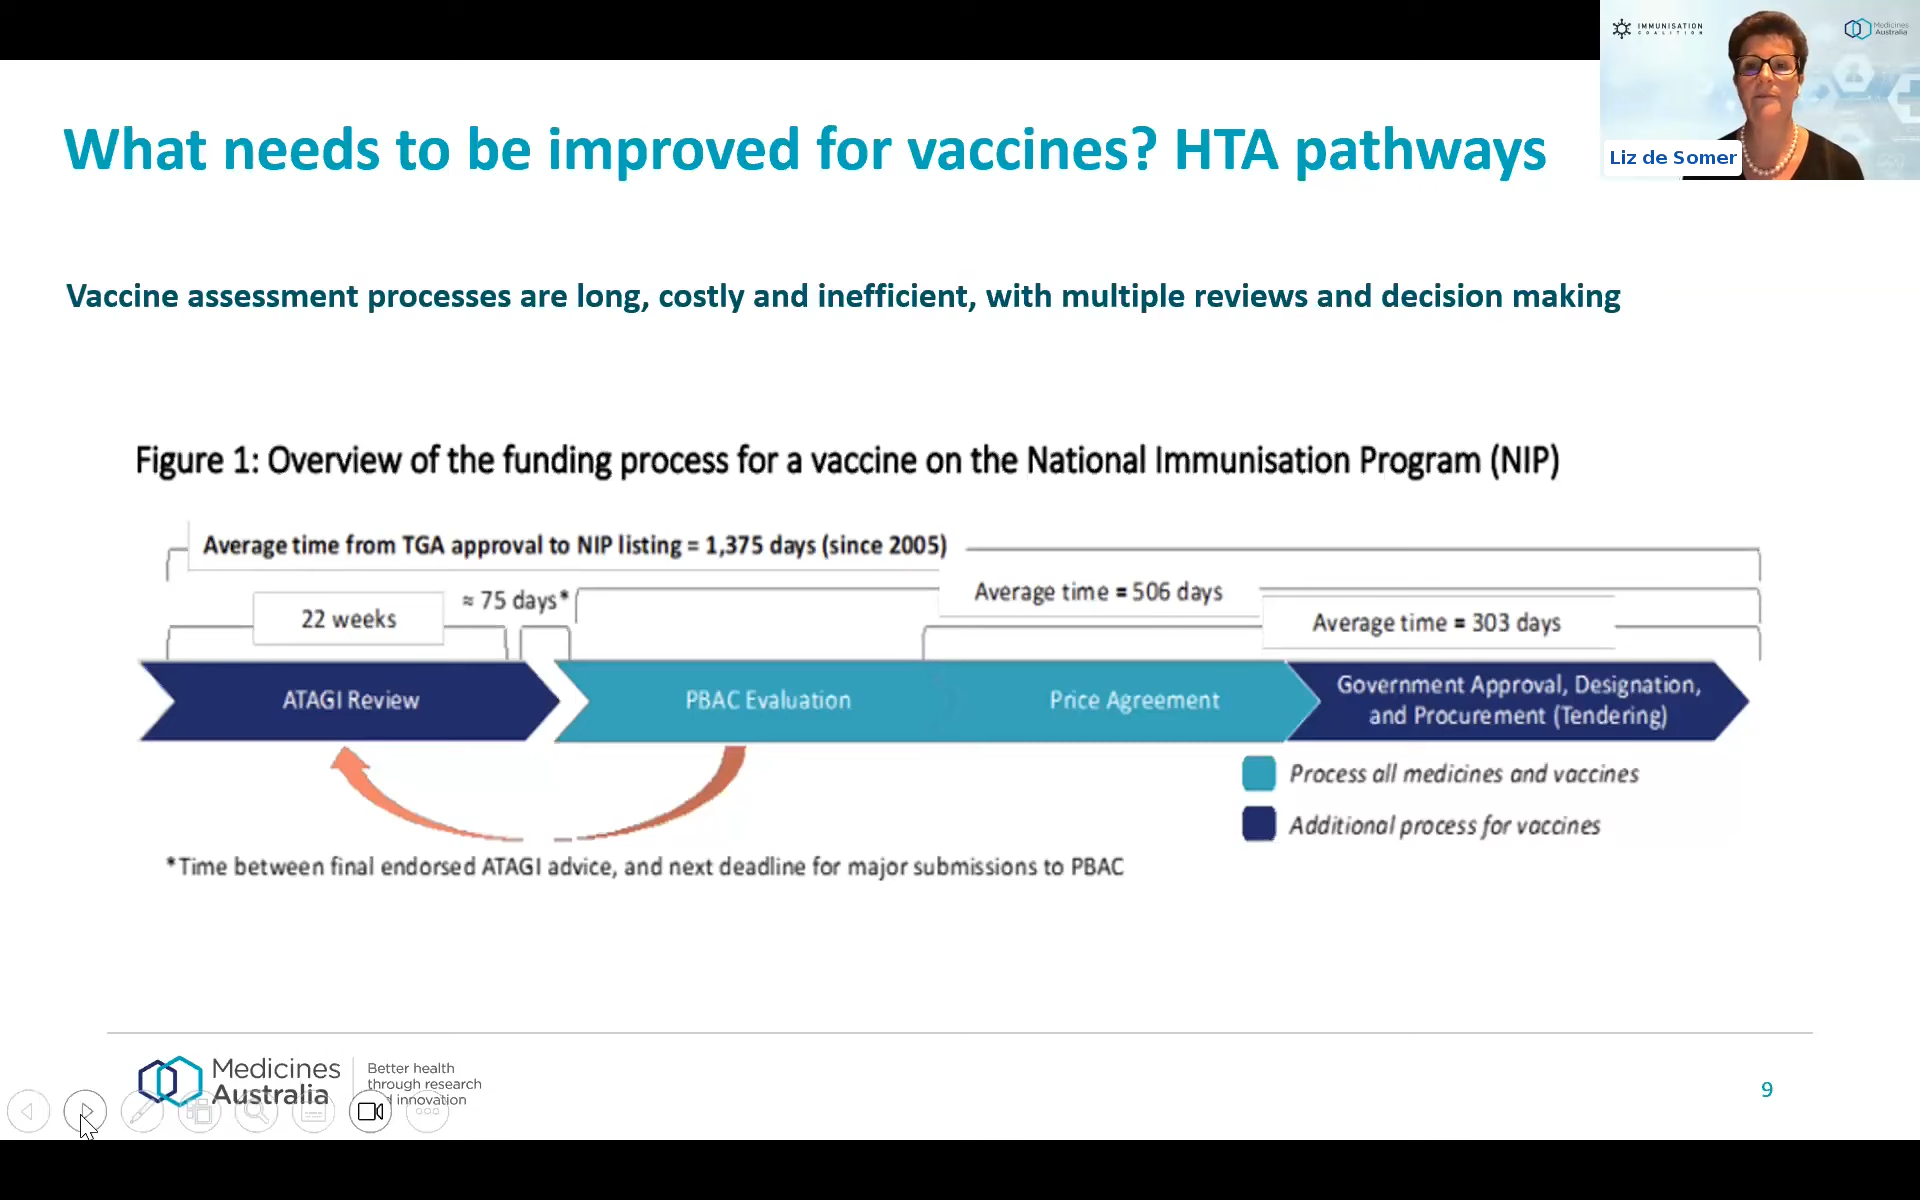 IMMUNISATION
COALITION
Medicines
Australia
Liz de Somer
What needs to be improved for vaccines? HTA pathways
Vaccine assessment processes are long, costly and inefficient, with multiple reviews and decision making
Figure 1: Overview of the funding process for a vaccine on the National Immunisation Program (NIP)
Average time from TGA approval to NIP listing = 1,375 days (since 2005)
22 weeks
≈ 75 days*
Average time = 506 days
Average time = 303 days
ATAGI Review
PBAC Evaluation
Price Agreement
Government Approval, Designation,
and Procurement (Tendering)
Process all medicines and vaccines
Additional process for vaccines
*Time between final endorsed ATAGI advice, and next deadline for major submissions to PBAC
Medicines
Australia
Better health
through research
d innovation
9